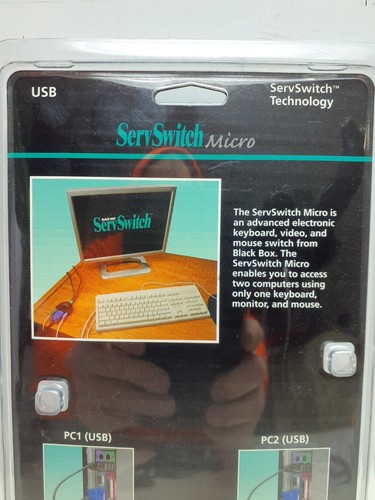 USB
ServSwitch™
Technology
ServSwitch Micro
ServSwitch
The ServSwitch Micro is
an advanced electronic
keyboard, video, and
mouse switch from
Black Box. The
ServSwitch Micro
enables you to access
two computers using
only one keyboard,
monitor, and mouse.
PC1 (USB)
PC2 (USB)